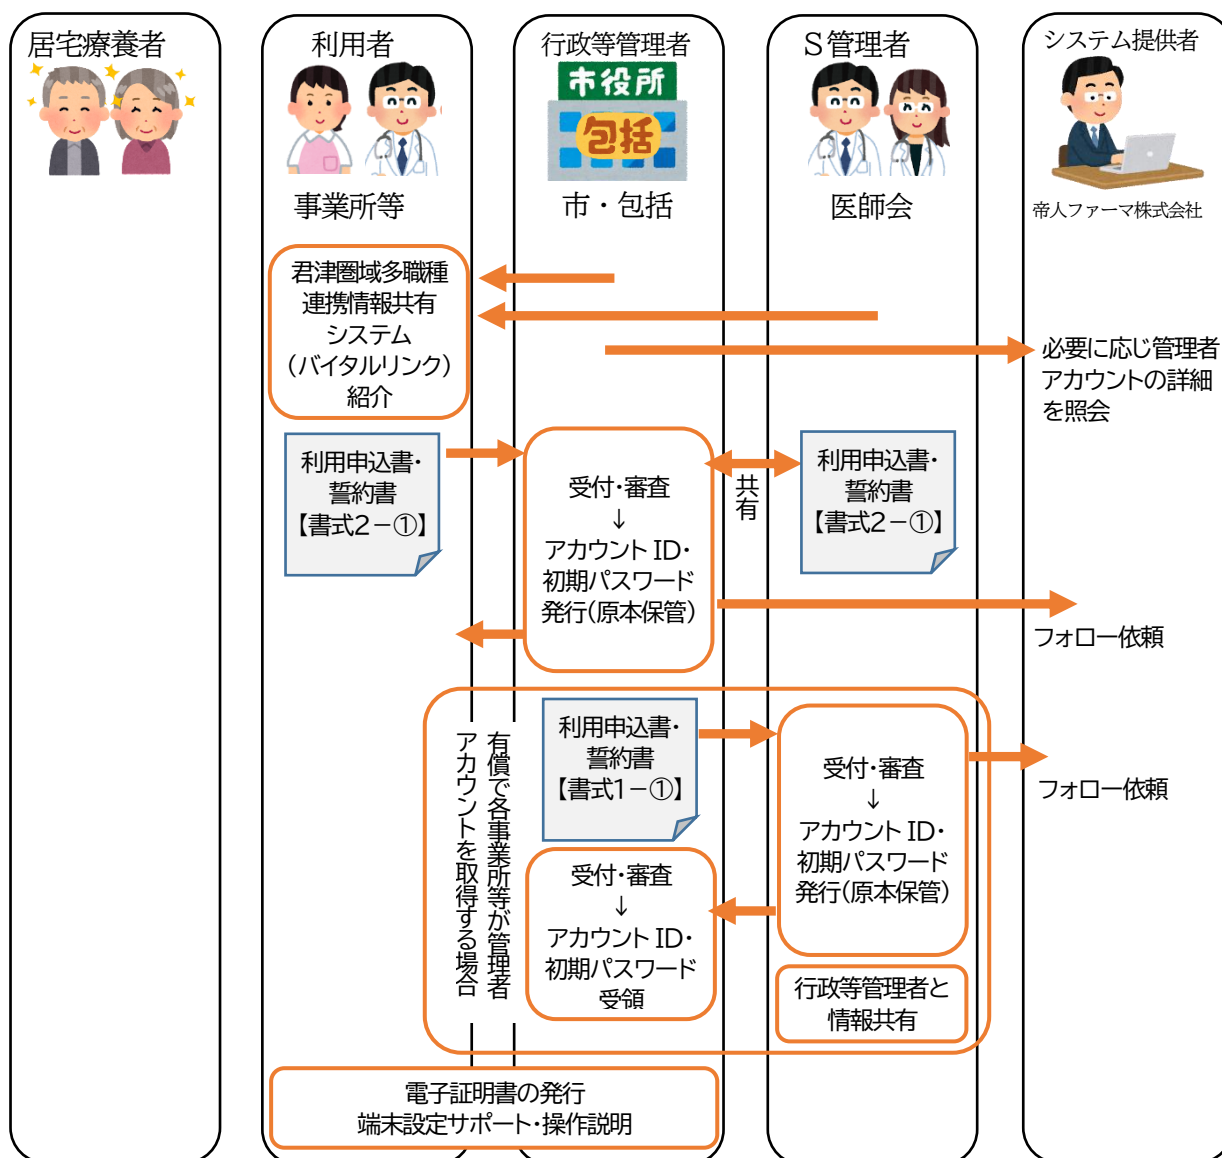 居宅療養者
利用者
行政等管理者
S管理者
システム提供者
市役所
包括
事業所等
市・包括
医師会
帝人ファーマ株式会社
君津圏域多職種
連携情報共有
システム
（バイタルリンク）
紹介
必要に応じ管理者
アカウントの詳細
を照会
利用申込書・
誓約書
【書式2－①】
受付・審査
↓
アカウント ID・
初期パスワード
発行（原本保管）
共有
利用申込書・
誓約書
【書式2－①】
フォロー依頼
有償で各事業所等が管理者
アカウントを取得する場合
利用申込書・
誓約書
【書式1－①】
受付・審査
↓
アカウント ID・
初期パスワード
発行（原本保管）
フォロー依頼
受付・審査
↓
アカウント ID・
初期パスワード
受領
行政等管理者と
情報共有
電子証明書の発行
端末設定サポート・操作説明